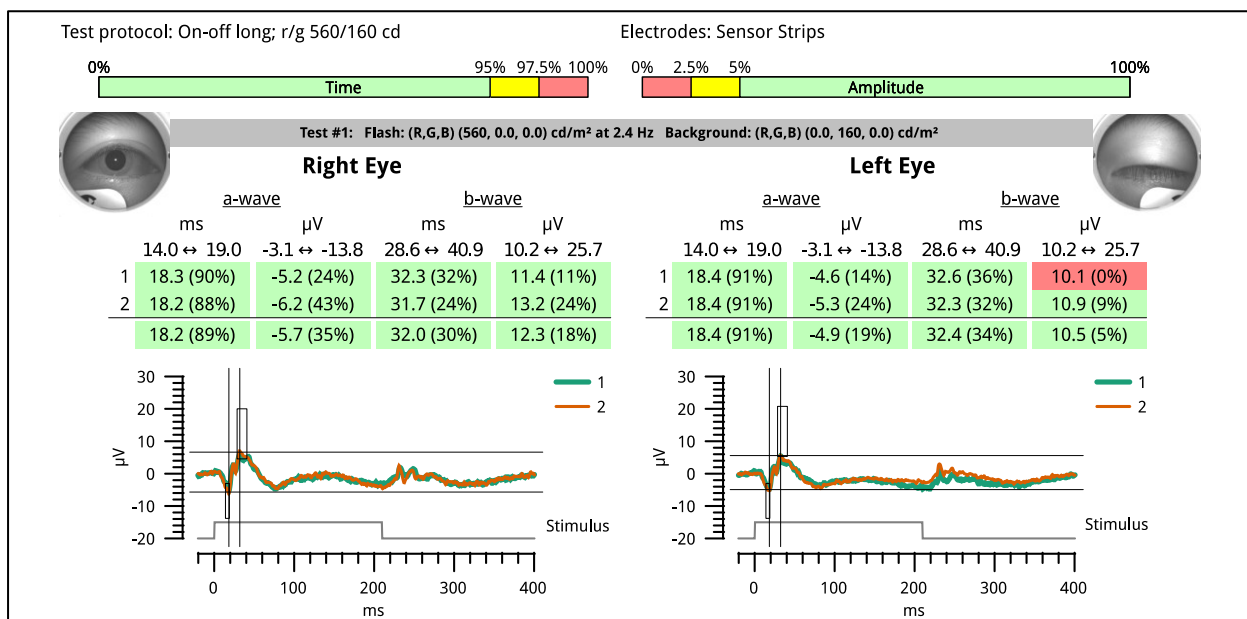 Test protocol: On-off long; r/g 560/160 cd
Electrodes: Sensor Strips
0% 95% 97.5% 100%
Time
0% 2.5% 5% 100%
Amplitude
Test #1: Flash: (R,G,B) (560, 0.0, 0.0) cd/m² at 2.4 Hz Background: (R,G,B) (0.0, 160, 0.0) cd/m²
Right Eye
a-wave b-wave
ms μV ms μV
14.0 ↔ 19.0 -3.1 ↔ -13.8 28.6 ↔ 40.9 10.2 ↔ 25.7
1 18.3 (90%) -5.2 (24%) 32.3 (32%) 11.4 (11%)
2 18.2 (88%) -6.2 (43%) 31.7 (24%) 13.2 (24%)
18.2 (89%) -5.7 (35%) 32.0 (30%) 12.3 (18%)
30
20
10
0
-10
-20
μV
1
2
Stimulus
0 100 200 300 400
ms
Left Eye
a-wave b-wave
ms μV ms μV
14.0 ↔ 19.0 -3.1 ↔ -13.8 28.6 ↔ 40.9 10.2 ↔ 25.7
1 18.4 (91%) -4.6 (14%) 32.6 (36%) 10.1 (0%)
2 18.4 (91%) -5.3 (24%) 32.3 (32%) 10.9 (9%)
18.4 (91%) -4.9 (19%) 32.4 (34%) 10.5 (5%)
30
20
10
0
-10
-20
μV
1
2
Stimulus
0 100 200 300 400
ms